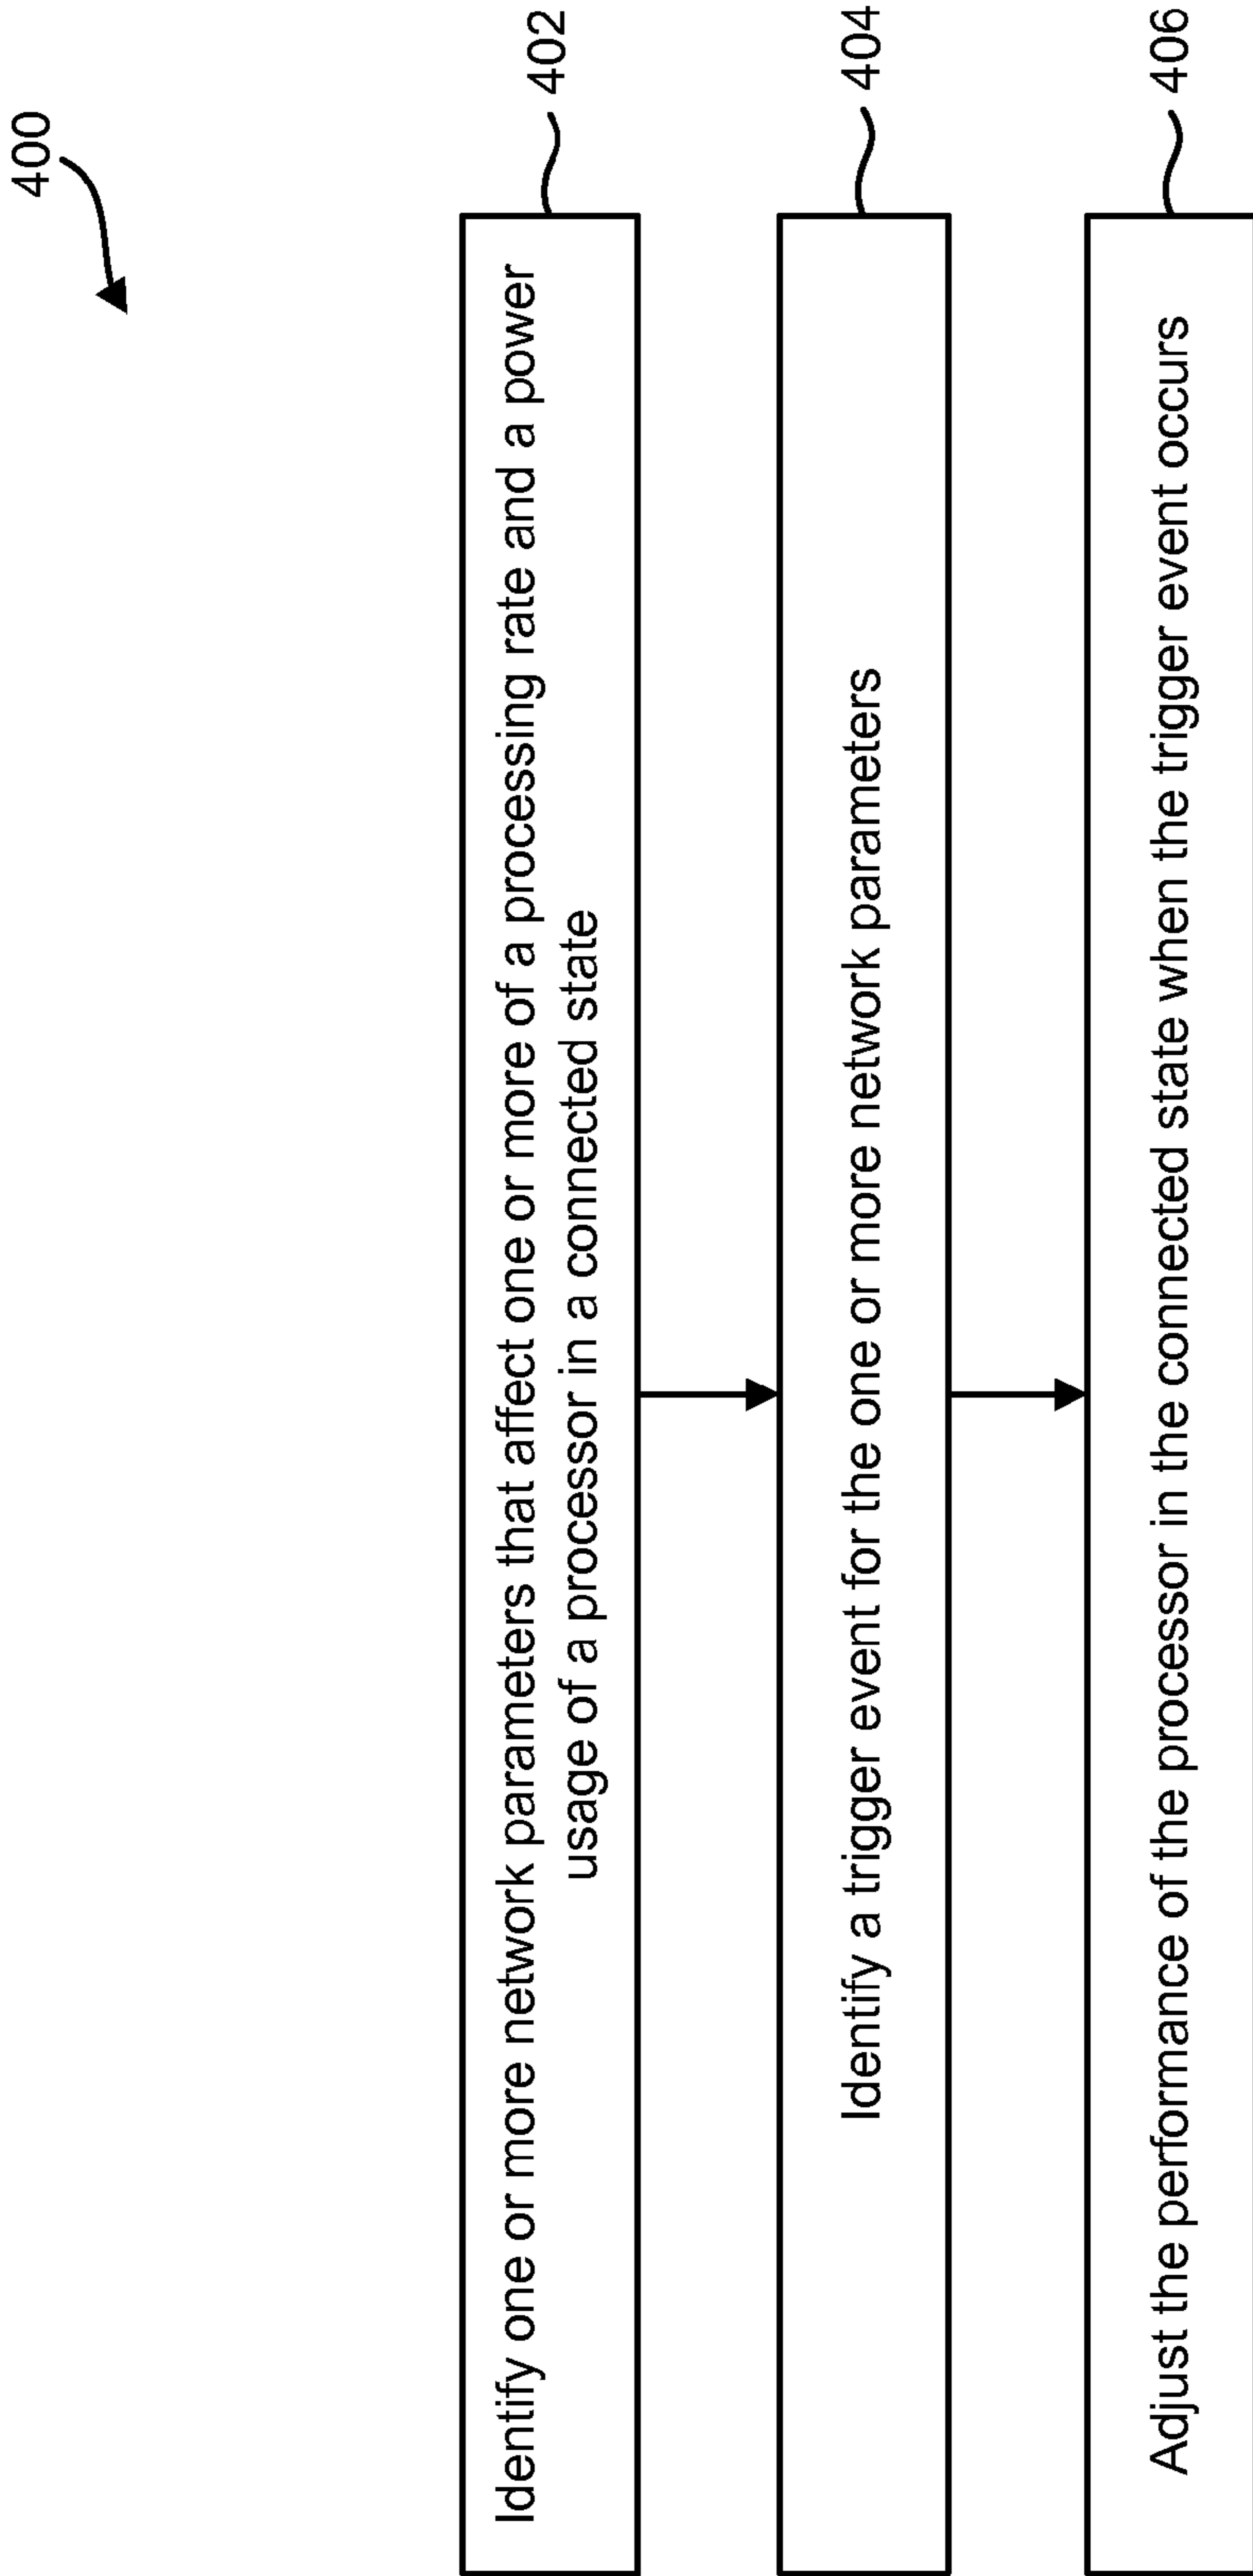 400
Identify one or more network parameters that affect one or more of a processing rate and a power
usage of a processor in a connected state
402
Identify a trigger event for the one or more network parameters
404
Adjust the performance of the processor in the connected state when the trigger event occurs
406